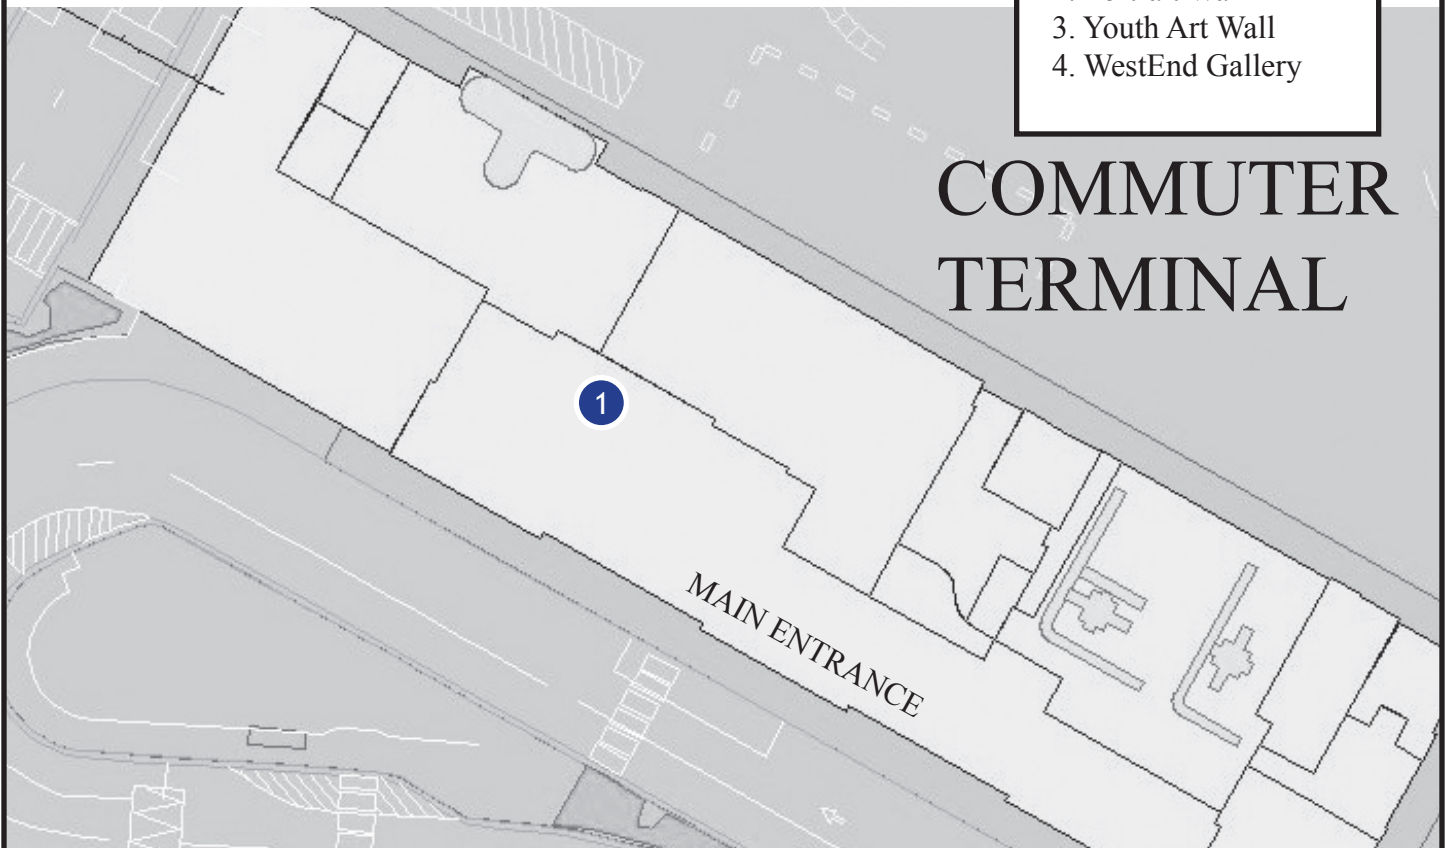 3. Youth Art Wall
4. WestEnd Gallery
COMMUTER
TERMINAL
1
MAIN ENTRANCE